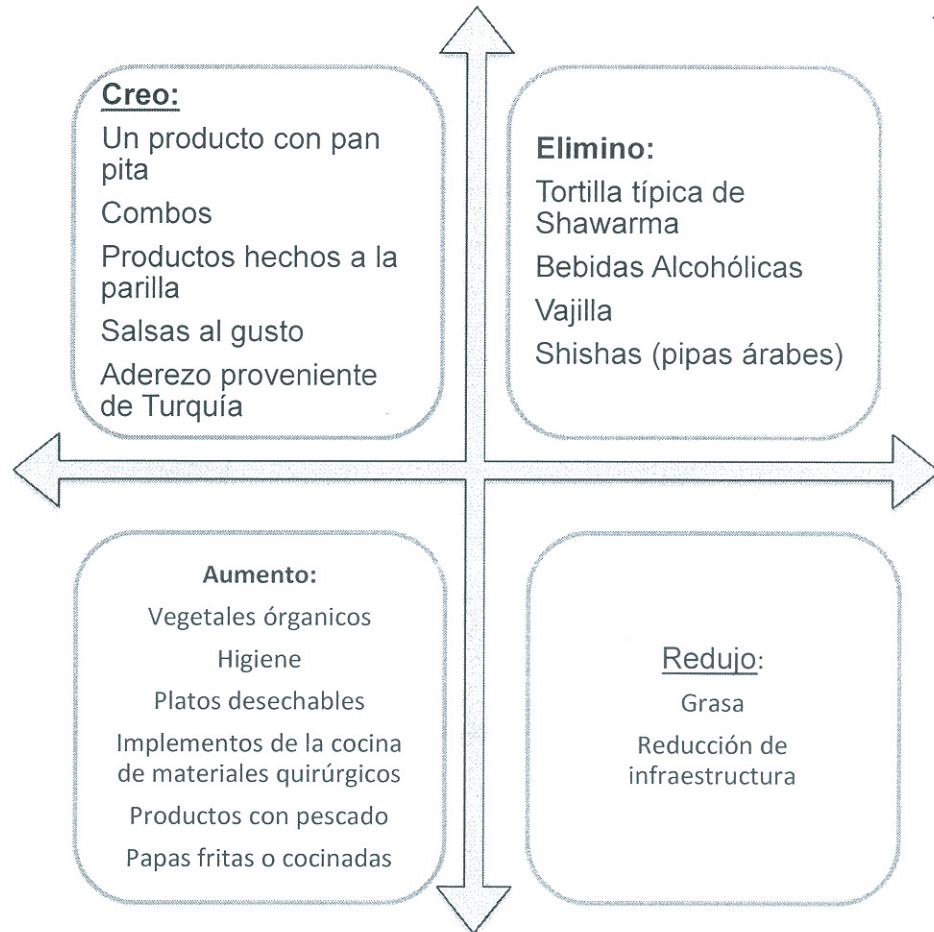 Creo:
Un producto con pan
pita
Combos
Productos hechos a la
parilla
Salsas al gusto
Aderezo proveniente
de Turquía
Elimino:
Tortilla típica de
Shawarma
Bebidas Alcohólicas
Vajilla
Shishas (pipas árabes)
Aumento:
Vegetales órganicos
Higiene
Platos desechables
Implementos de la cocina
de materiales quirúrgicos
Productos con pescado
Papas fritas o cocinadas
Redujo:
Grasa
Reducción de
infraestructura